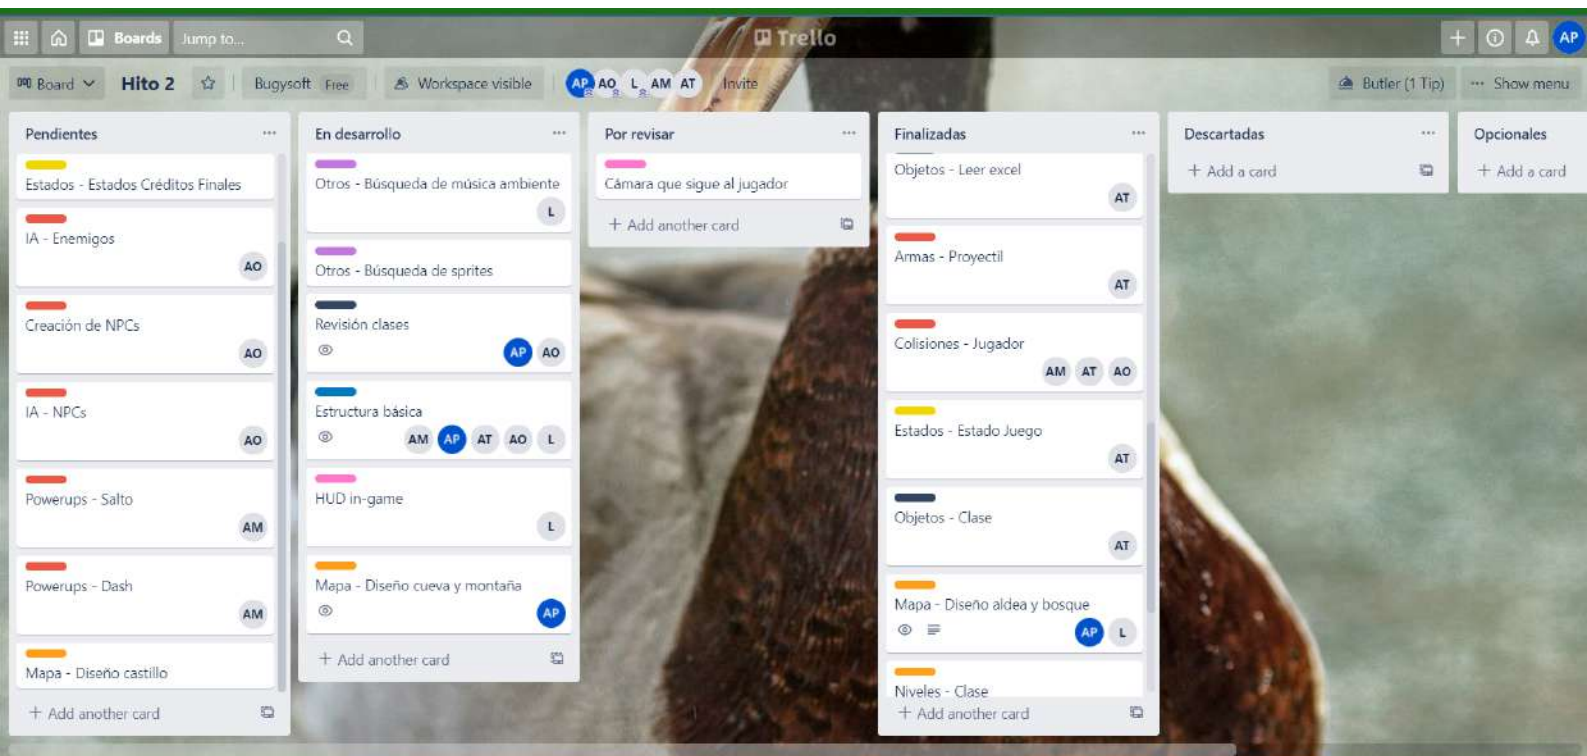 Boards
Jump to...
Trello
AP
Board
Hito 2
Bugysoft Free
Workspace visible
AP AO L AM AT
Invite
Butler (1 Tip)
Show menu
Pendientes
Estados - Estados Créditos Finales
IA - Enemigos
AO
Creación de NPCs
AO
IA - NPCs
AO
Powerups - Salto
AM
Powerups - Dash
AM
Mapa - Diseño castillo
+ Add another card
En desarrollo
Otros - Búsqueda de música ambiente
L
Otros - Búsqueda de sprites
Revisión clases
AP AO
Estructura básica
AM AP AT AO L
HUD in-game
L
Mapa - Diseño cueva y montaña
AP
+ Add another card
Por revisar
Cámara que sigue al jugador
+ Add another card
Finalizadas
Objetos - Leer excel
AT
Armas - Proyectil
AT
Colisiones - Jugador
AM AT AO
Estados - Estado Juego
AT
Objetos - Clase
AT
Mapa - Diseño aldea y bosque
AP L
Niveles - Clase
+ Add another card
Descartadas
+ Add a card
Opcionales
+ Add a card